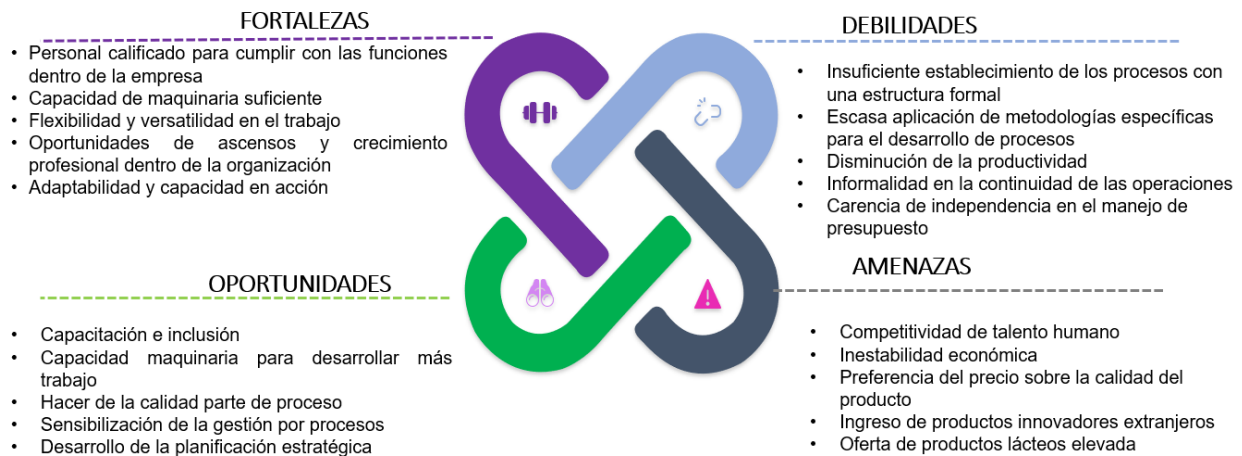 FORTALEZAS
• Personal calificado para cumplir con las funciones
dentro de la empresa
• Capacidad de maquinaria suficiente
• Flexibilidad y versatilidad en el trabajo
• Oportunidades de ascensos y crecimiento
profesional dentro de la organización
• Adaptabilidad y capacidad en acción
DEBILIDADES
• Insuficiente establecimiento de los procesos con
una estructura formal
• Escasa aplicación de metodologías específicas
para el desarrollo de procesos
• Disminución de la productividad
• Informalidad en la continuidad de las operaciones
• Carencia de independencia en el manejo de
presupuesto
OPORTUNIDADES
• Capacitación e inclusión
• Capacidad maquinaria para desarrollar más
trabajo
• Hacer de la calidad parte de proceso
• Sensibilización de la gestión por procesos
• Desarrollo de la planificación estratégica
AMENAZAS
• Competitividad de talento humano
• Inestabilidad económica
• Preferencia del precio sobre la calidad del
producto
• Ingreso de productos innovadores extranjeros
• Oferta de productos lácteos elevada